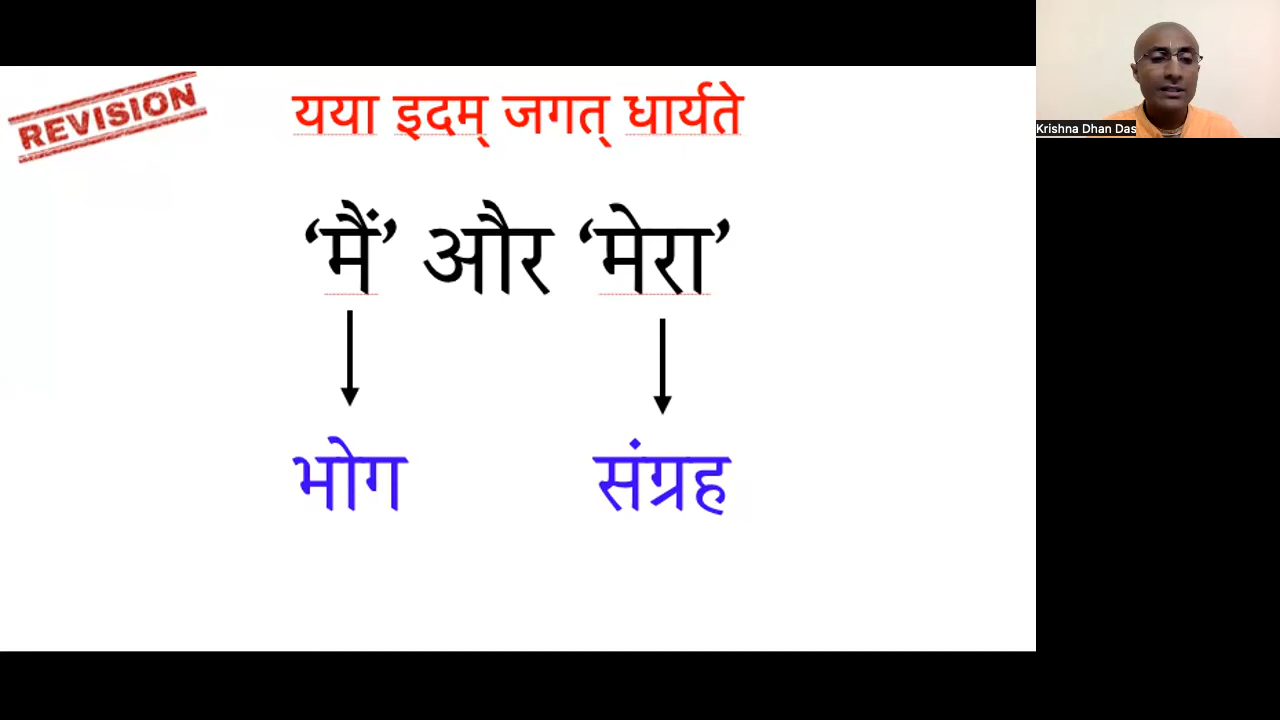 REVISION
यया इदम् जगत् धार्यते
‘मैं’ और ‘मेरा’
भोग संग्रह
Krishna Dhan Das